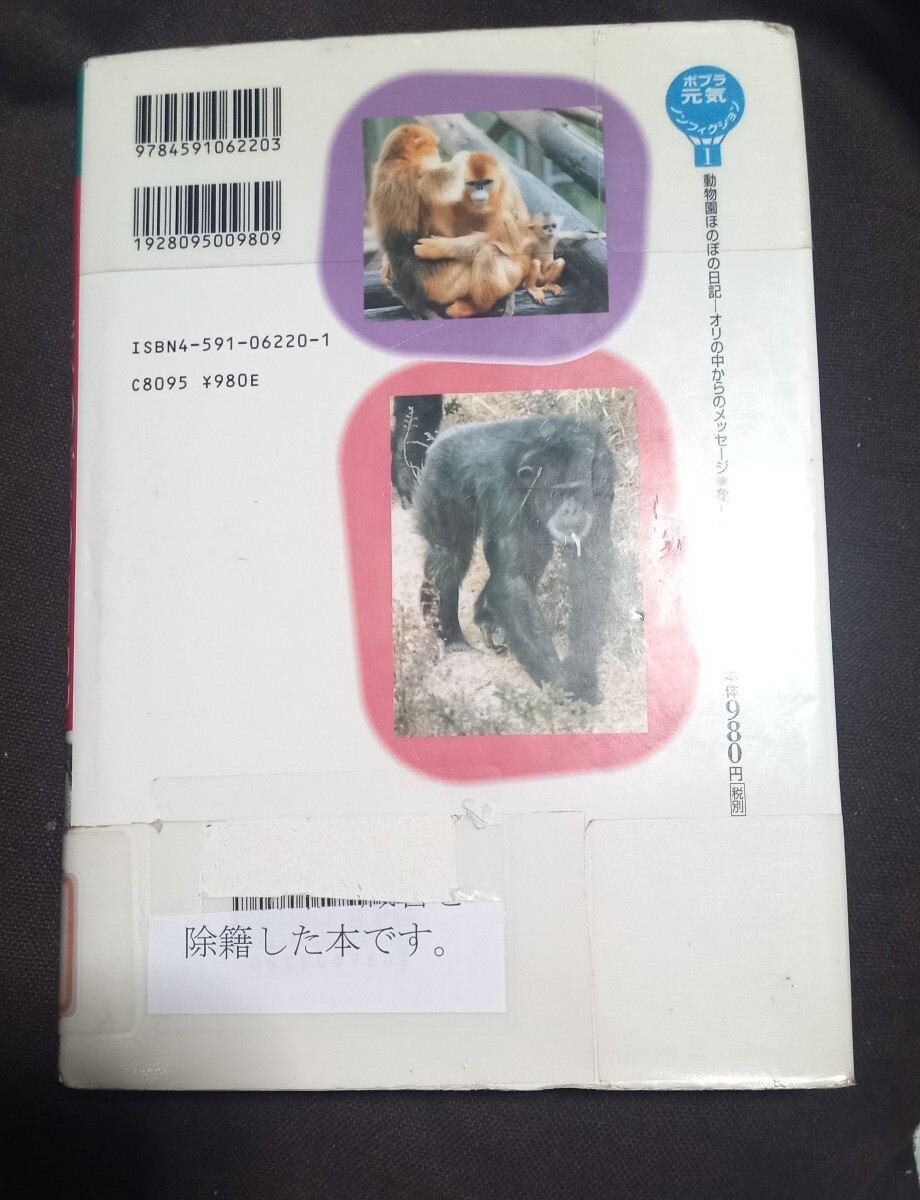 9784591062203
1928095009809
ISBN4-591-06220-1
C8095 ¥980E
ポプラ
元気
ノンフィクション
1
動物園ほのぼの日記―オリの中からのメッセージ
本体980円
税別
除籍した本です。